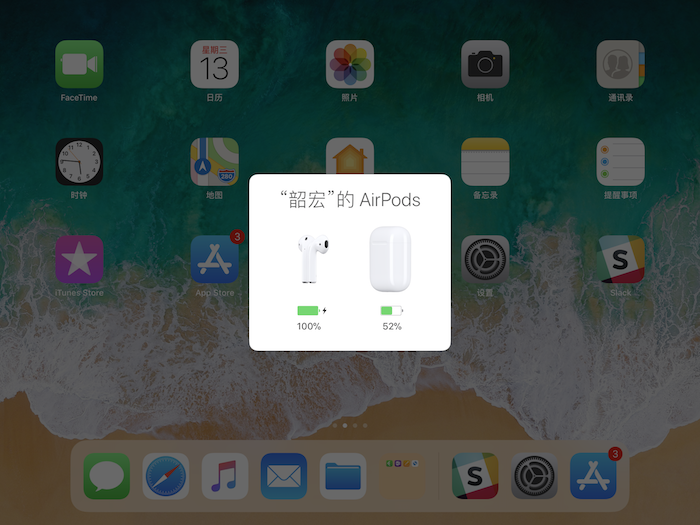 FaceTime
星期三
13
日历
照片
相机
通讯录
时钟
280
地图
备忘录
提醒事项
“韶宏”的 AirPods
100%
52%
iTunes Store
3
App Store
设置
S
Slack
S
3